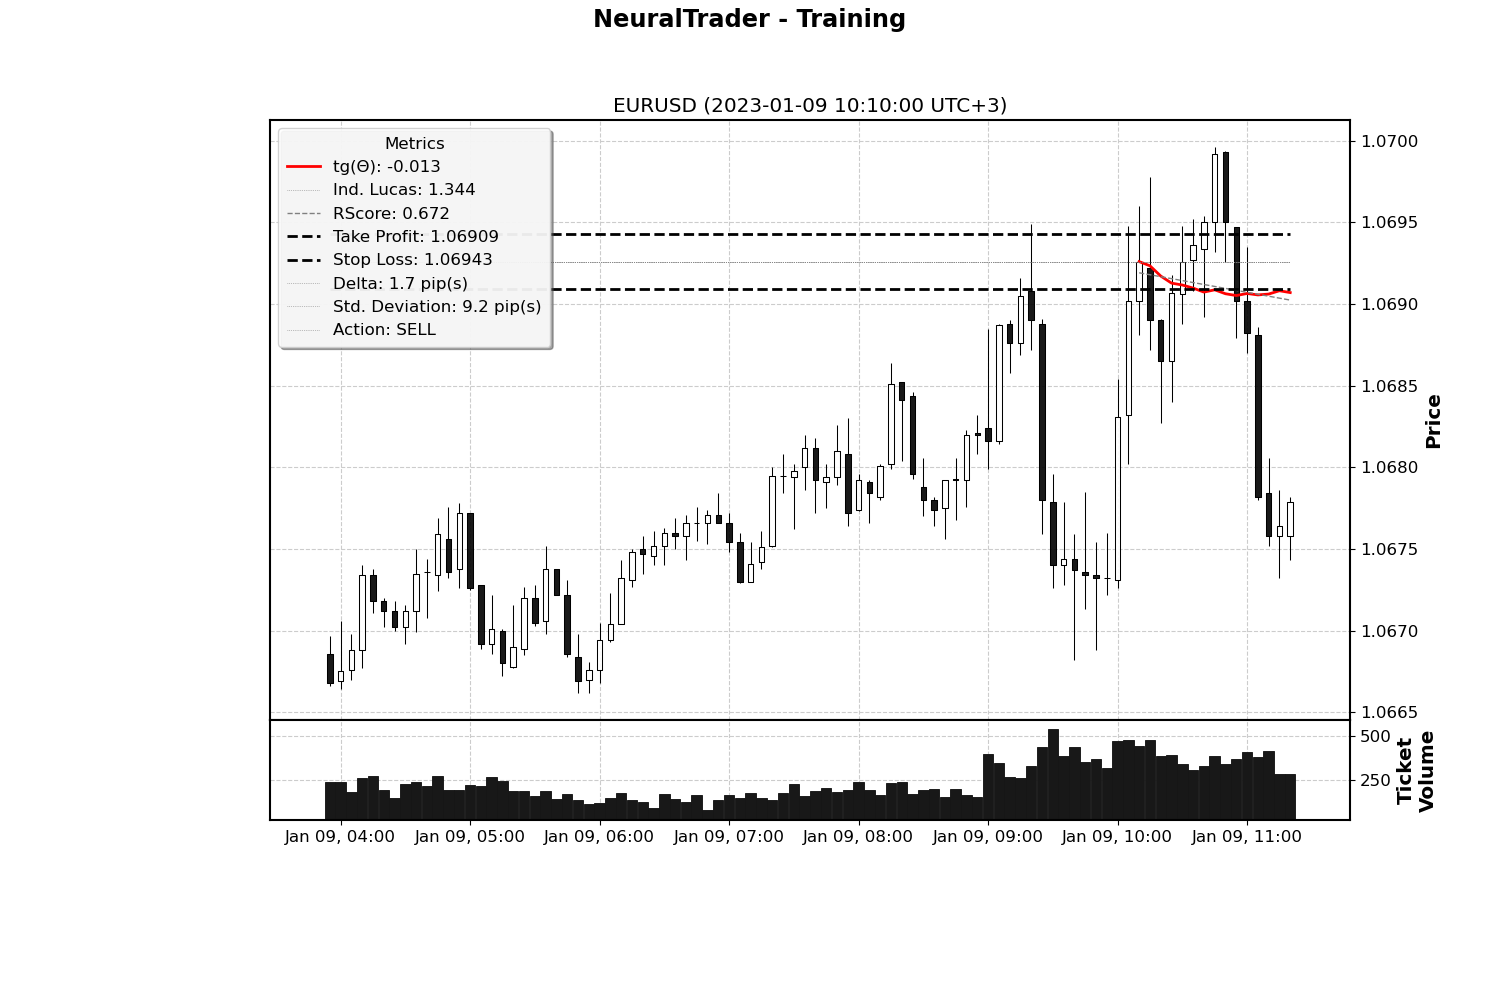 NeuralTrader - Training
EURUSD (2023-01-09 10:10:00 UTC+3)
Metrics
tg(Θ): -0.013
Ind. Lucas: 1.344
RScore: 0.672
Take Profit: 1.06909
Stop Loss: 1.06943
Delta: 1.7 pip(s)
Std. Deviation: 9.2 pip(s)
Action: SELL
1.0700
1.0695
1.0690
1.0685
1.0680
1.0675
1.0670
1.0665
Price
500
250
Ticket
Volume
Jan 09, 04:00
Jan 09, 05:00
Jan 09, 06:00
Jan 09, 07:00
Jan 09, 08:00
Jan 09, 09:00
Jan 09, 10:00
Jan 09, 11:00